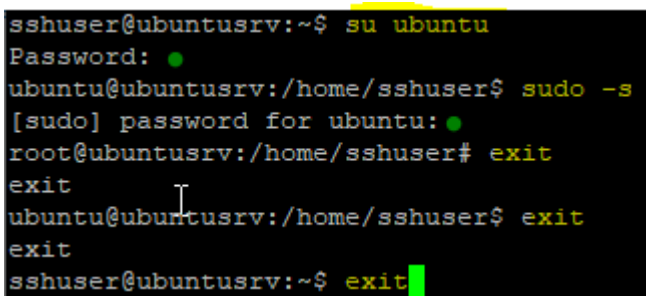 sshuser@ubuntusrv:~$ su ubuntu
Password:
ubuntu@ubuntusrv:/home/sshuser$ sudo -s
[sudo] password for ubuntu:
root@ubuntusrv:/home/sshuser# exit
exit
ubuntu@ubuntusrv:/home/sshuser$ exit
exit
sshuser@ubuntusrv:~$ exit